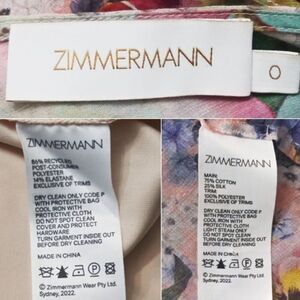 ZIMMERMANN
0
ZIMMERMANN
86% RECYCLED
POST-CONSUMER
POLYESTER
14% ELASTANE
EXCLUSIVE OF TRIMS
DRY CLEAN ONLY CODE P
WITH PROTECTIVE BAG
COOL IRON WITH
PROTECTIVE CLOTH
DO NOT SPOT CLEAN
COVER AND PROTECT
HARDWARE
TURN GARMENT INSIDE OUT
BEFORE DRY CLEANING
MADE IN CHINA
© Zimmermann Wear Pty Ltd.
Sydney, 2022.
ZIMMERMANN
MAIN:
75% COTTON
25% SILK
TRIM:
100% POLYESTER
EXCLUSIVE OF TRIMS
DRY CLEAN ONLY CODE P
WITH PROTECTIVE BAG
COOL IRON WITH
PROTECTIVE CLOTH
LIGHT STEAM ONLY
DO NOT SPOT CLEAN
TURN GARMENT INSIDE OUT
BEFORE DRY CLEANING
MADE IN CHINA
© Zimmermann Wear Pty Ltd.
Sydney, 2022.